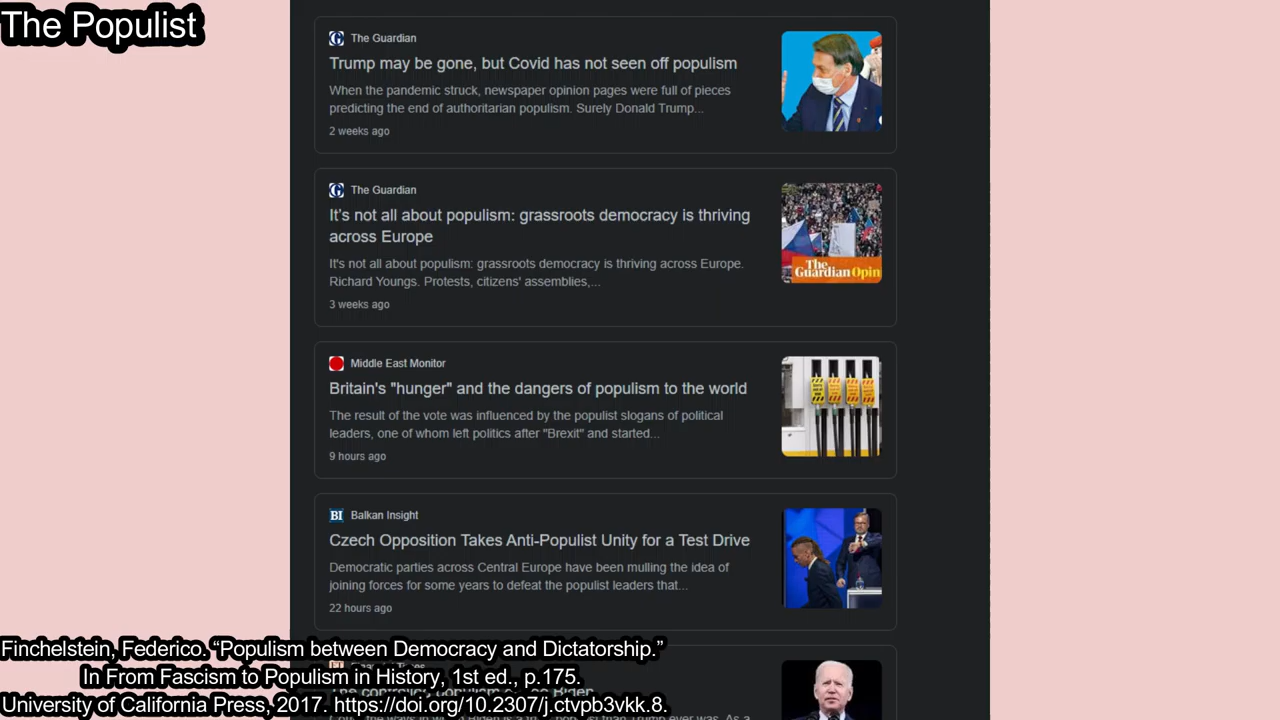 The Populist
The Guardian
Trump may be gone, but Covid has not seen off populism
When the pandemic struck, newspaper opinion pages were full of pieces
predicting the end of authoritarian populism. Surely Donald Trump...
2 weeks ago
The Guardian
It's not all about populism: grassroots democracy is thriving
across Europe
It's not all about populism: grassroots democracy is thriving across Europe.
Richard Youngs. Protests, citizens' assemblies,...
3 weeks ago
The
Guardian Opin
Middle East Monitor
Britain's "hunger" and the dangers of populism to the world
The result of the vote was influenced by the populist slogans of political
leaders, one of whom left politics after "Brexit" and started...
9 hours ago
BI Balkan Insight
Czech Opposition Takes Anti-Populist Unity for a Test Drive
Democratic parties across Central Europe have been mulling the idea of
joining forces for some years to defeat the populist leaders that...
22 hours ago
Finchelstein, Federico. “Populism between Democracy and Dictatorship.”
In From Fascism to Populism in History, 1st ed., p.175.
University of California Press, 2017. https://doi.org/10.2307/j.ctvpb3vkk.8.